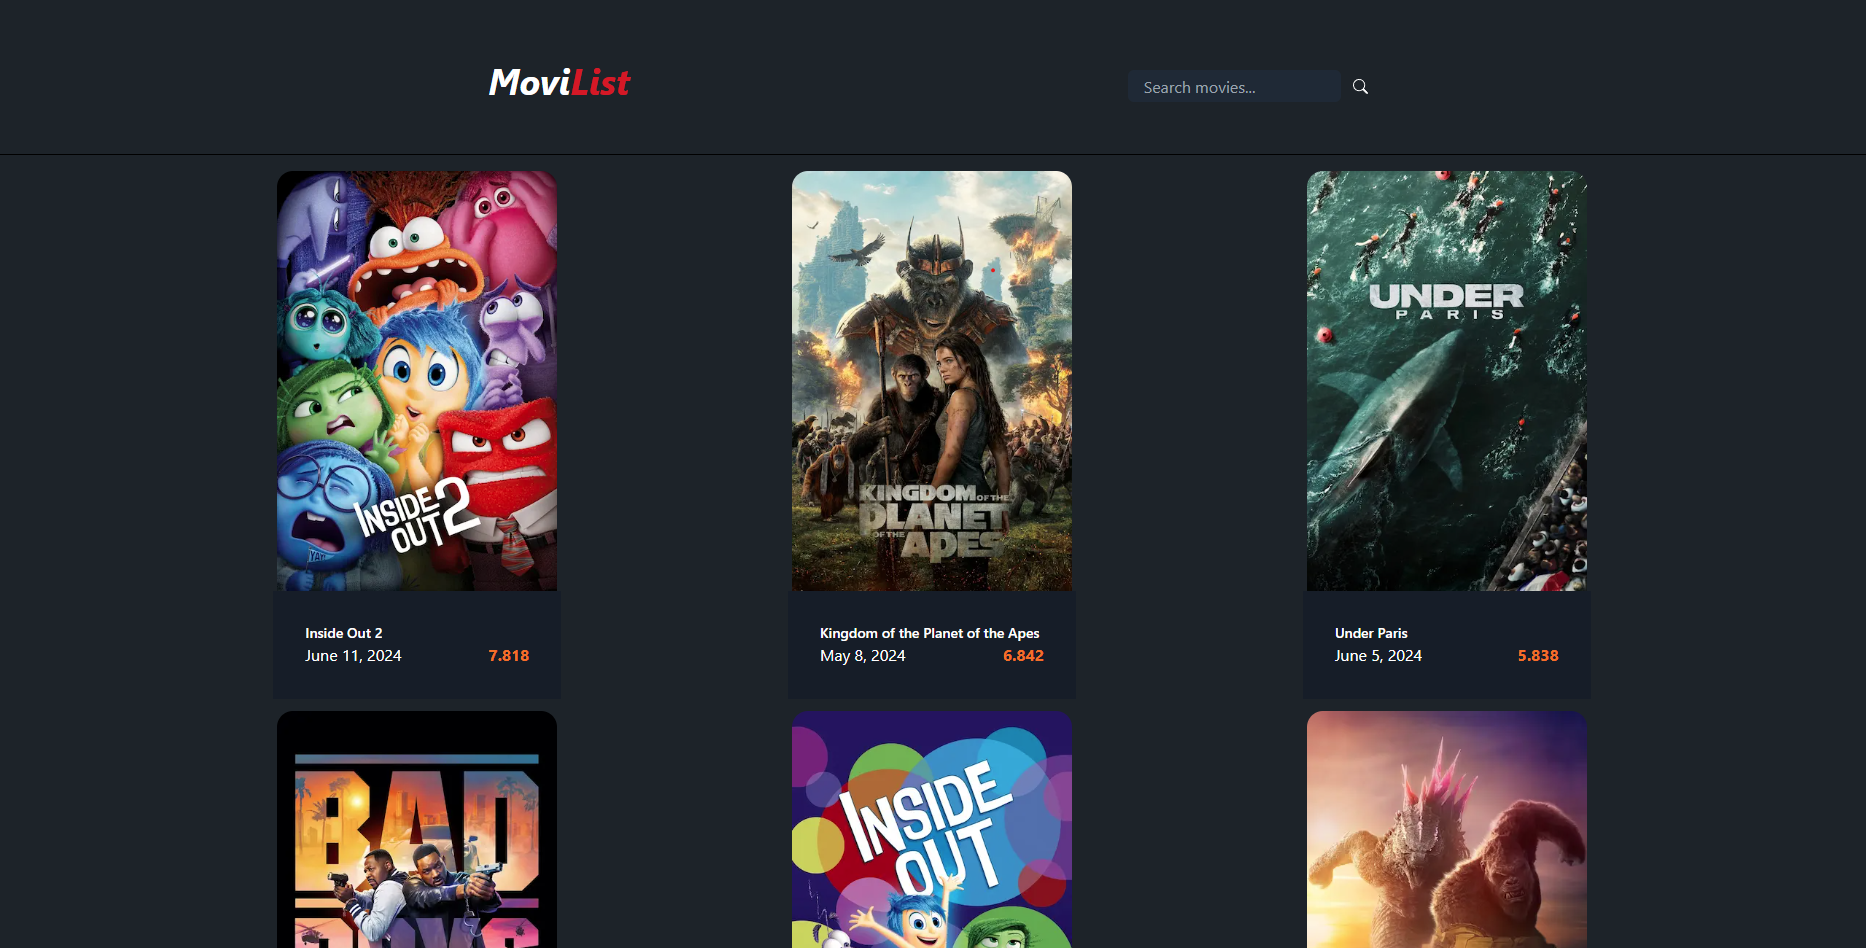 MoviList
Search movies...
INSIDE
OUT 2
YAY
KINGDOM OF THE
PLANET
OF THE
APES
UNDER
PARIS
Inside Out 2
June 11, 2024
7.818
Kingdom of the Planet of the Apes
May 8, 2024
6.842
Under Paris
June 5, 2024
5.838
BAD
BOYS
INSIDE
OUT